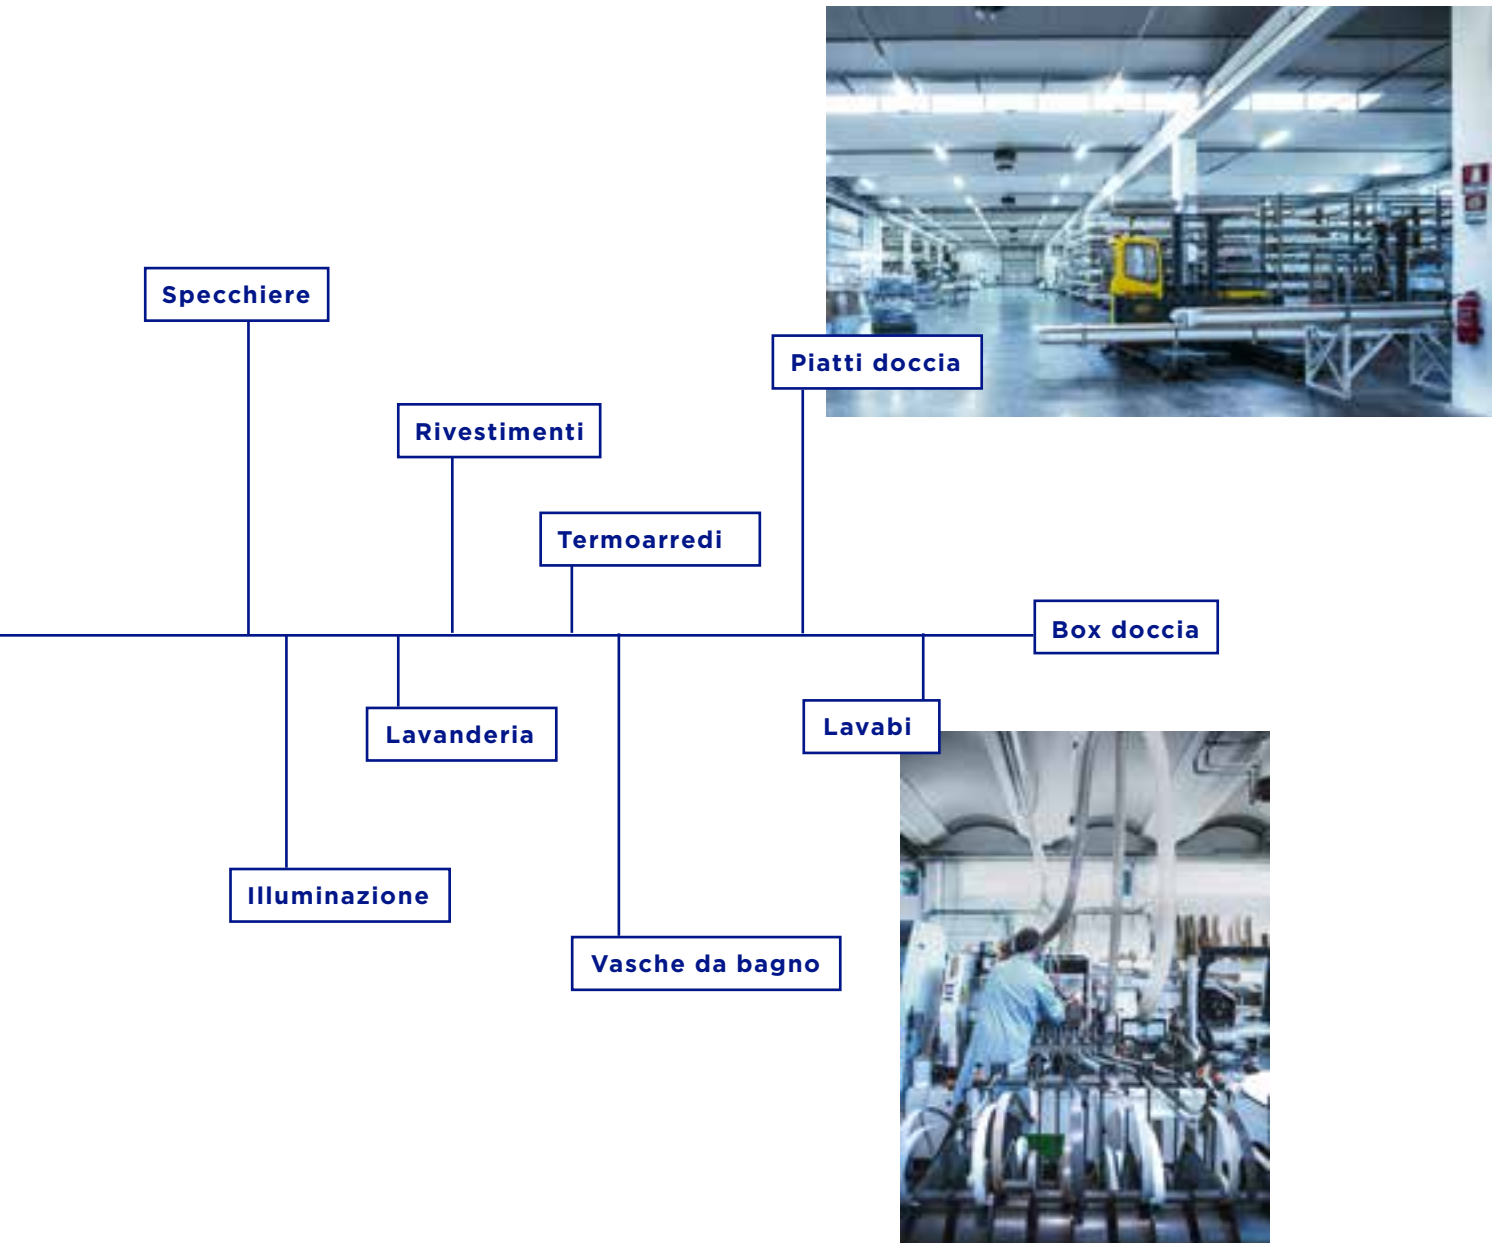 Specchiere
Piatti doccia
Rivestimenti
Termoarredi
Box doccia
Lavabi
Lavanderia
Illuminazione
Vasche da bagno